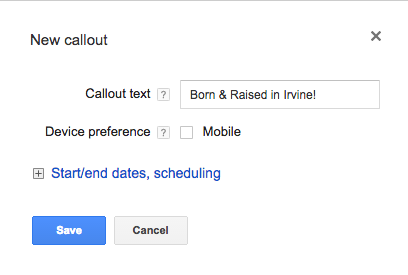 New callout
Callout text ? Born & Raised in Irvine!
Device preference ? Mobile
Start/end dates, scheduling
Save Cancel